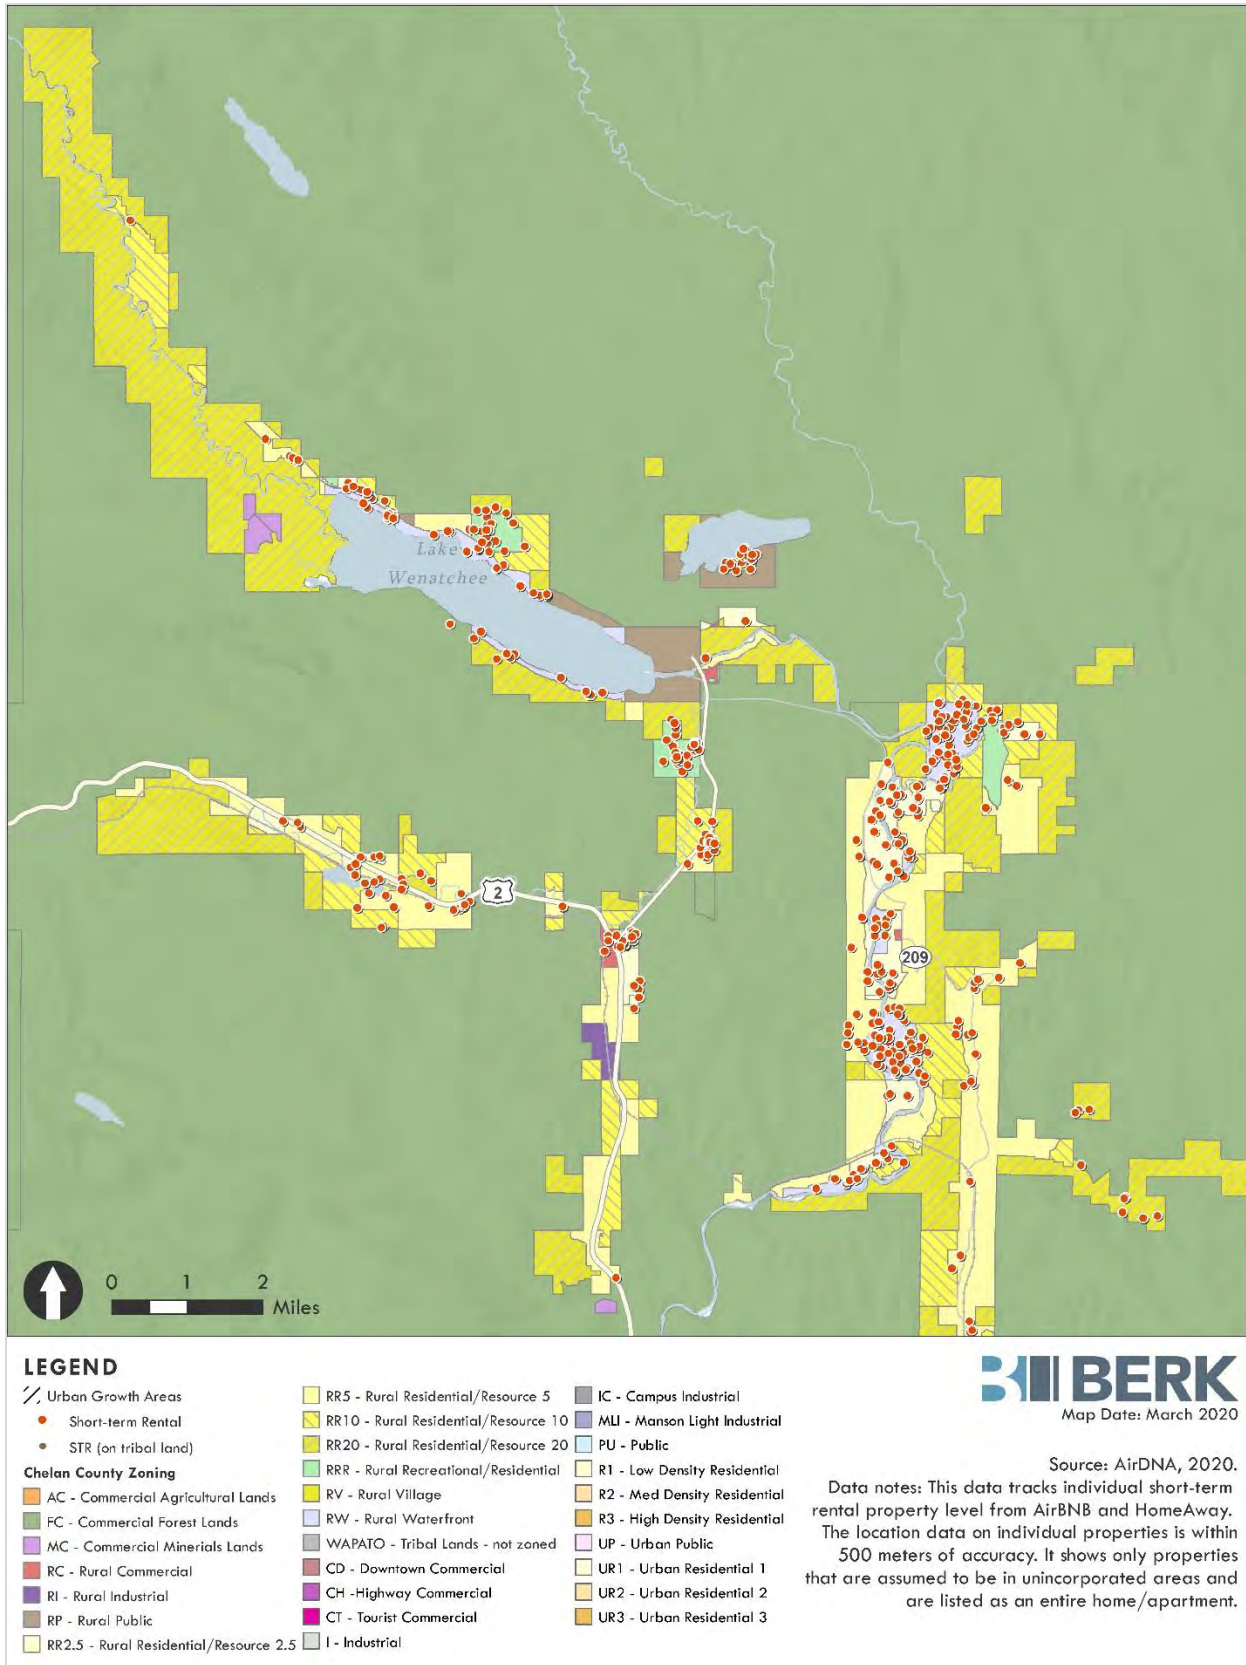 Lake
Wenatchee
2
209
0 1 2
Miles
LEGEND
Urban Growth Areas
Short-term Rental
STR (on tribal land)
Chelan County Zoning
AC - Commercial Agricultural Lands
FC - Commercial Forest Lands
MC - Commercial Minerals Lands
RC - Rural Commercial
RI - Rural Industrial
RP - Rural Public
RR2.5 - Rural Residential/Resource 2.5
RR5 - Rural Residential/Resource 5
RR10 - Rural Residential/Resource 10
RR20 - Rural Residential/Resource 20
RRR - Rural Recreational/Residential
RV - Rural Village
RW - Rural Waterfront
WAPATO - Tribal Lands - not zoned
CD - Downtown Commercial
CH -Highway Commercial
CT - Tourist Commercial
I - Industrial
IC - Campus Industrial
MLI - Manson Light Industrial
PU - Public
R1 - Low Density Residential
R2 - Med Density Residential
R3 - High Density Residential
UP - Urban Public
UR1 - Urban Residential 1
UR2 - Urban Residential 2
UR3 - Urban Residential 3
BERK
Map Date: March 2020
Source: AirDNA, 2020.
Data notes: This data tracks individual short-term
rental property level from AirBNB and HomeAway.
The location data on individual properties is within
500 meters of accuracy. It shows only properties
that are assumed to be in unincorporated areas and
are listed as an entire home/apartment.